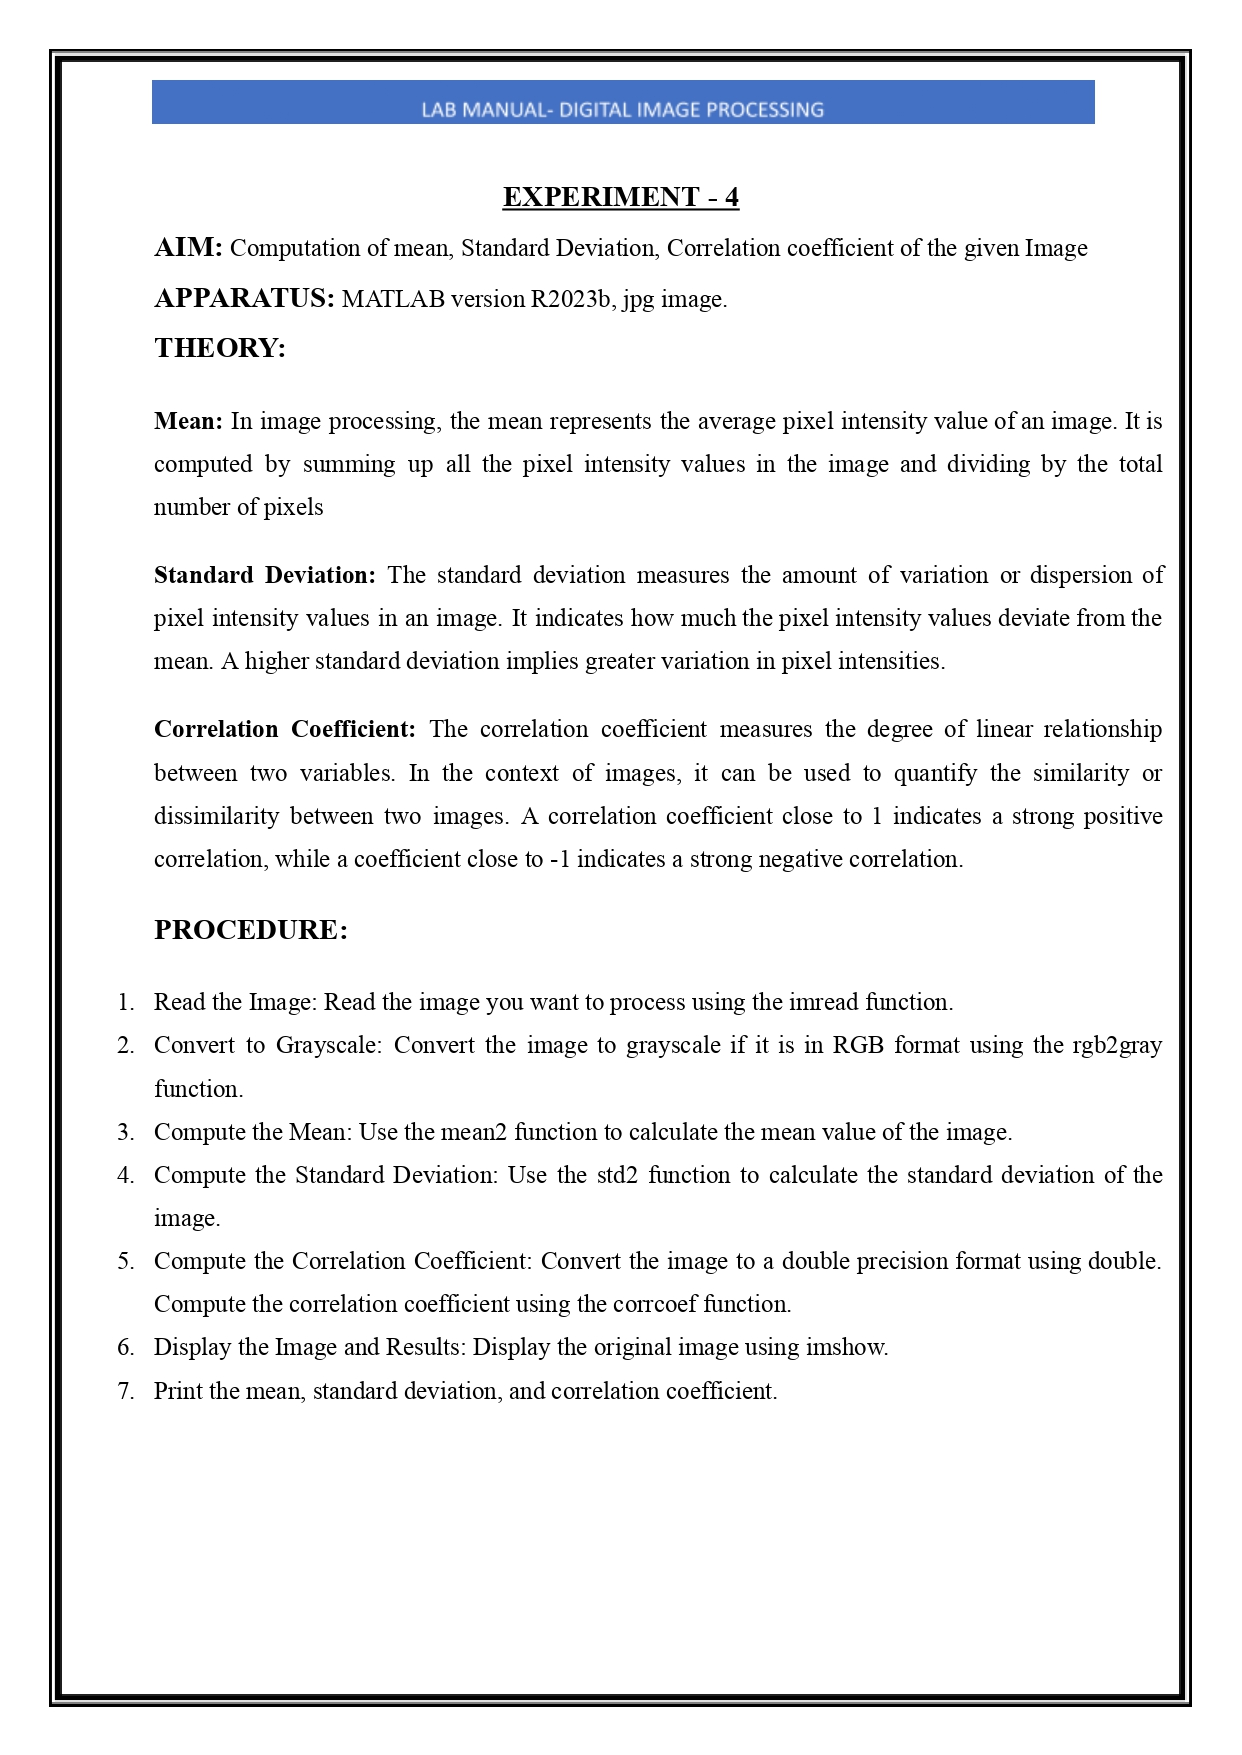 LAB MANUAL- DIGITAL IMAGE PROCESSING
EXPERIMENT - 4
AIM: Computation of mean, Standard Deviation, Correlation coefficient of the given Image
APPARATUS: MATLAB version R2023b, jpg image.
THEORY:
Mean: In image processing, the mean represents the average pixel intensity value of an image. It is
computed by summing up all the pixel intensity values in the image and dividing by the total
number of pixels
Standard Deviation: The standard deviation measures the amount of variation or dispersion of
pixel intensity values in an image. It indicates how much the pixel intensity values deviate from the
mean. A higher standard deviation implies greater variation in pixel intensities.
Correlation Coefficient: The correlation coefficient measures the degree of linear relationship
between two variables. In the context of images, it can be used to quantify the similarity or
dissimilarity between two images. A correlation coefficient close to 1 indicates a strong positive
correlation, while a coefficient close to -1 indicates a strong negative correlation.
PROCEDURE:
1. Read the Image: Read the image you want to process using the imread function.
2. Convert to Grayscale: Convert the image to grayscale if it is in RGB format using the rgb2gray
function.
3. Compute the Mean: Use the mean2 function to calculate the mean value of the image.
4. Compute the Standard Deviation: Use the std2 function to calculate the standard deviation of the
image.
5. Compute the Correlation Coefficient: Convert the image to a double precision format using double.
Compute the correlation coefficient using the corrcoef function.
6. Display the Image and Results: Display the original image using imshow.
7. Print the mean, standard deviation, and correlation coefficient.